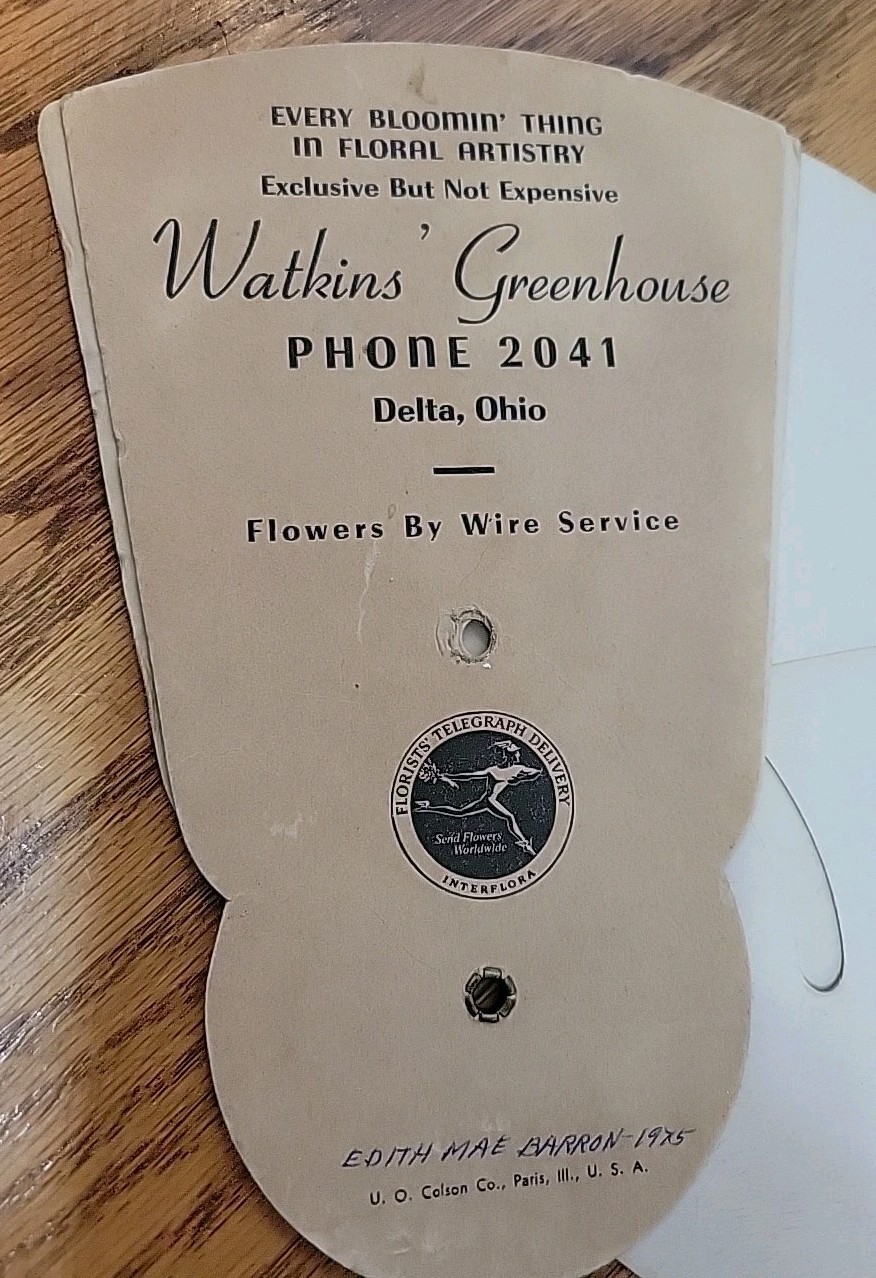 EVERY BLOOMIN' THING
IN FLORAL ARTISTRY
Exclusive But Not Expensive
Watkins' Greenhouse
PHONE 2041
Delta, Ohio
Flowers By Wire Service
FLORISTS' TELEGRAPH DELIVERY
Send Flowers
Worldwide
INTERFLORA
EDITH MAE BARRON-1975
U. O. Colson Co., Paris, Ill., U. S. A.